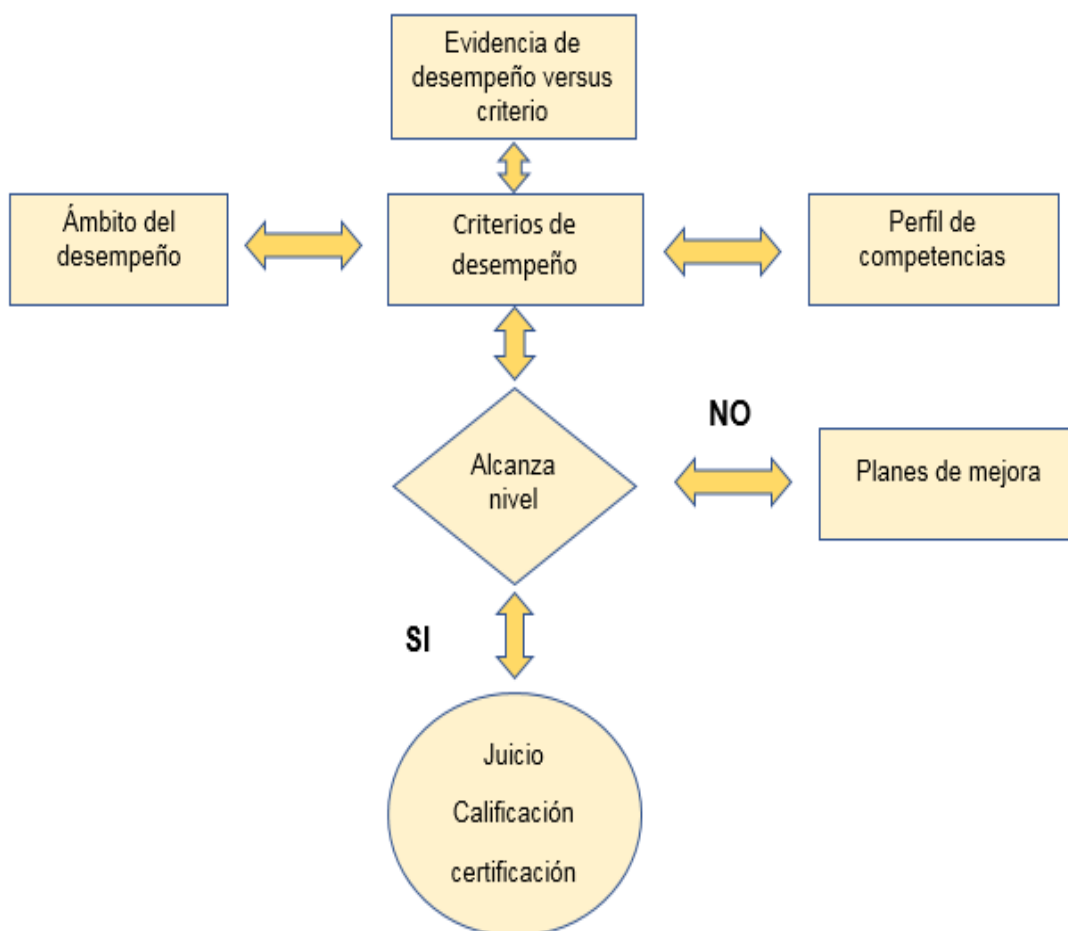 Evidencia de
desempeño versus
criterio
Ámbito del
desempeño
Criterios de
desempeño
Perfil de
competencias
Alcanza
nivel
NO
Planes de mejora
SI
Juicio
Calificación
certificación